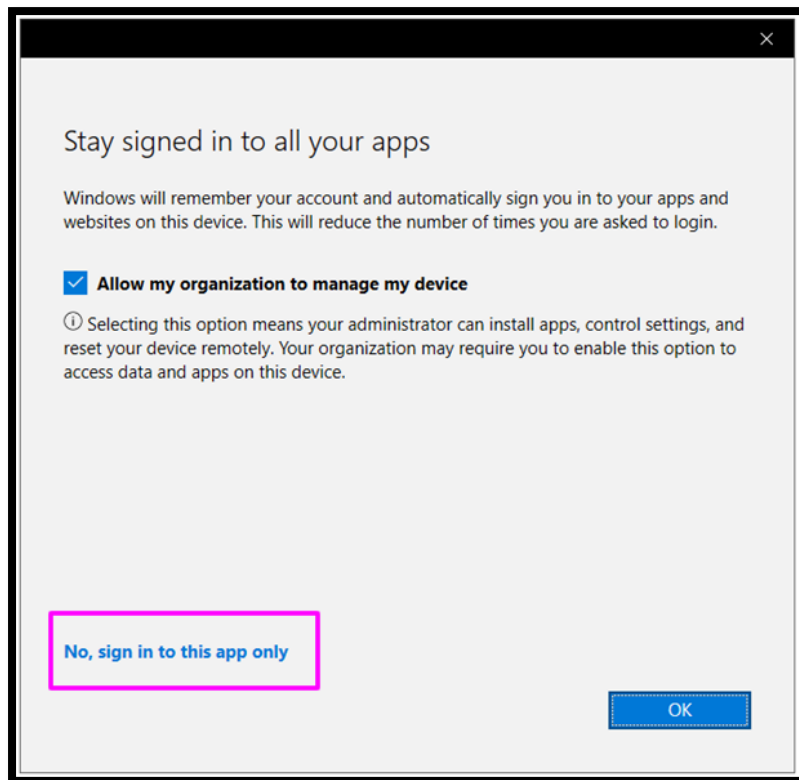 Stay signed in to all your apps
Windows will remember your account and automatically sign you in to your apps and
websites on this device. This will reduce the number of times you are asked to login.
Allow my organization to manage my device
Selecting this option means your administrator can install apps, control settings, and
reset your device remotely. Your organization may require you to enable this option to
access data and apps on this device.
No, sign in to this app only
OK